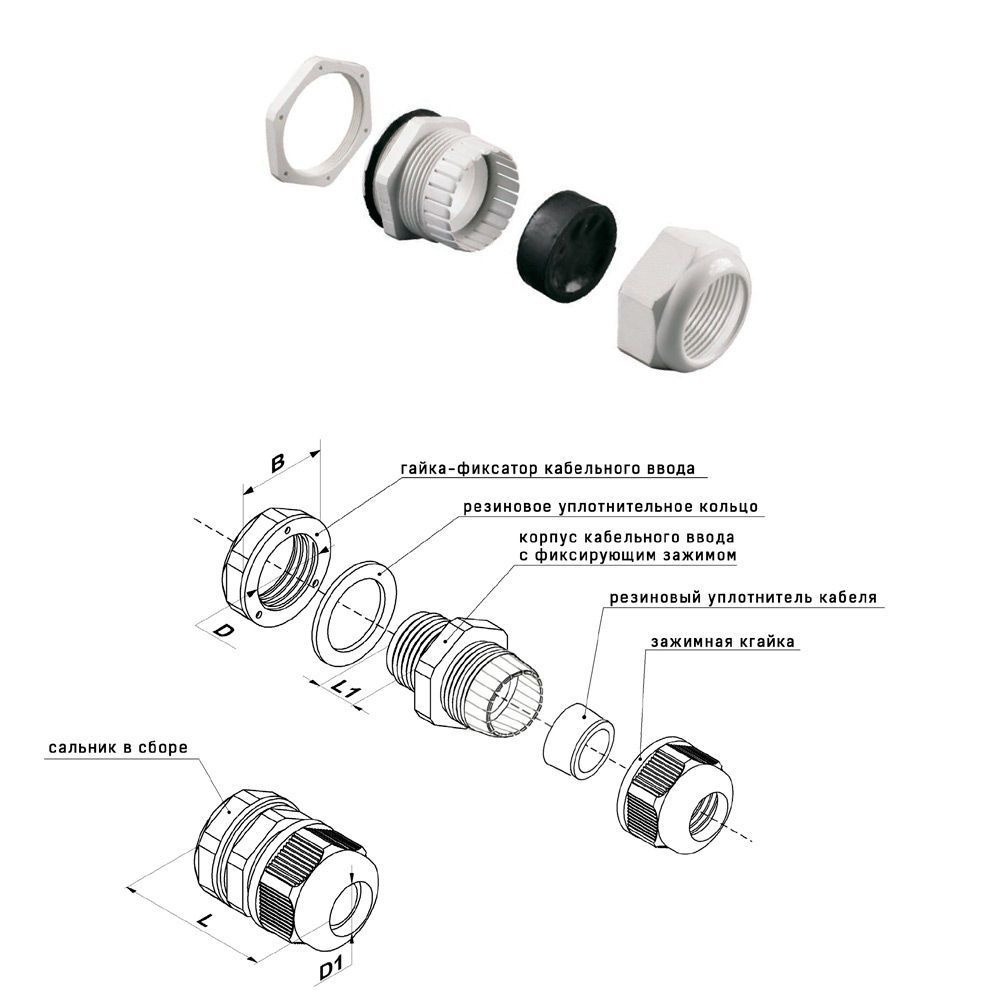 B
гайка-фиксатор кабельного ввода
резиновое уплотнительное кольцо
корпус кабельного ввода
с фиксирующим зажимом
резиновый уплотнитель кабеля
D
зажимная кгайка
L1
сальник в сборе
L
D1